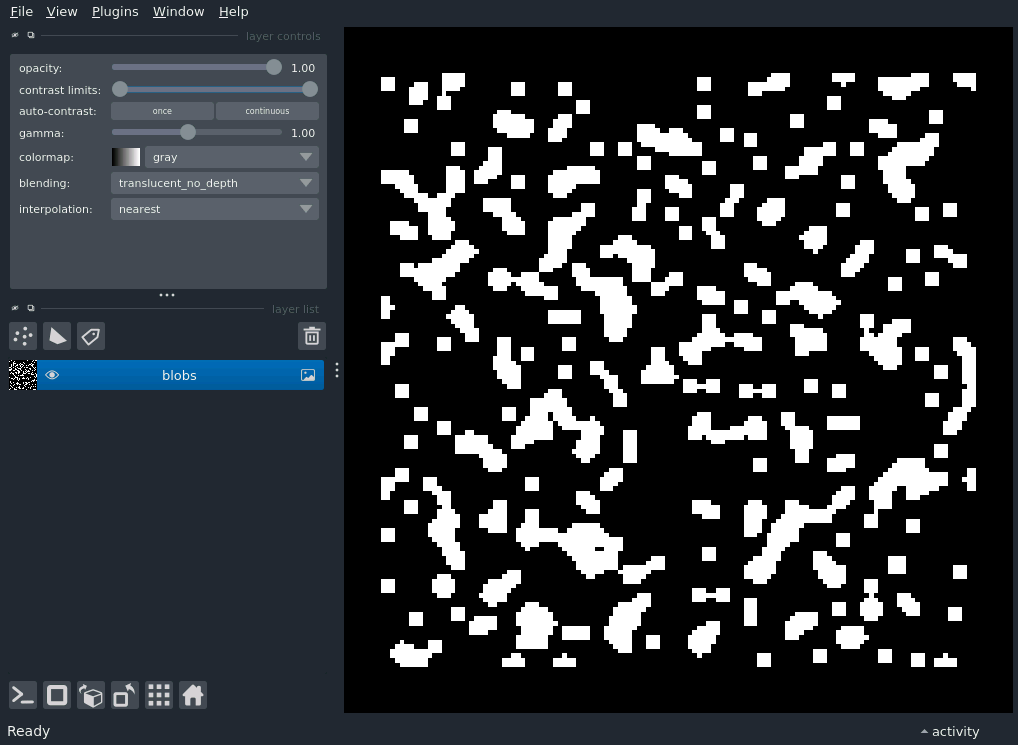 File View Plugins Window Help
layer controls
opacity: 1.00
contrast limits:
auto-contrast: once continuous
gamma: 1.00
colormap: gray
blending: translucent_no_depth
interpolation: nearest
layer list
blobs
Ready activity